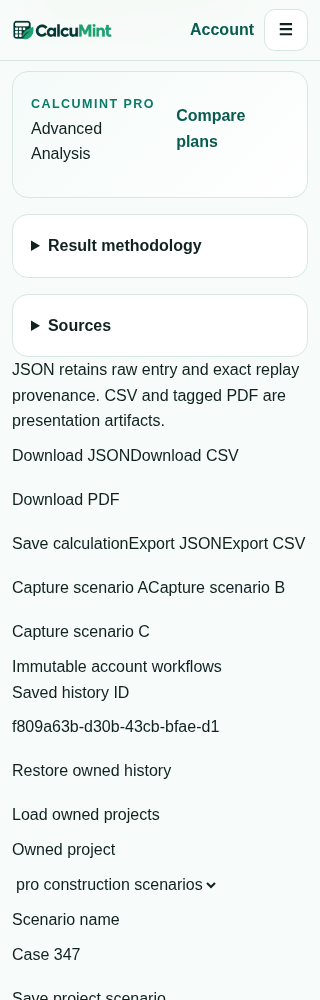 CalcuMint
Account
☰
CALCUMINT PRO
Advanced
Analysis
Compare
plans
Result methodology
Sources
JSON retains raw entry and exact replay
provenance. CSV and tagged PDF are
presentation artifacts.
Download JSONDownload CSV
Download PDF
Save calculationExport JSONExport CSV
Capture scenario ACapture scenario B
Capture scenario C
Immutable account workflows
Saved history ID
f809a63b-d30b-43cb-bfae-d1
Restore owned history
Load owned projects
Owned project
pro construction scenarios
Scenario name
Case 347
Save project scenario